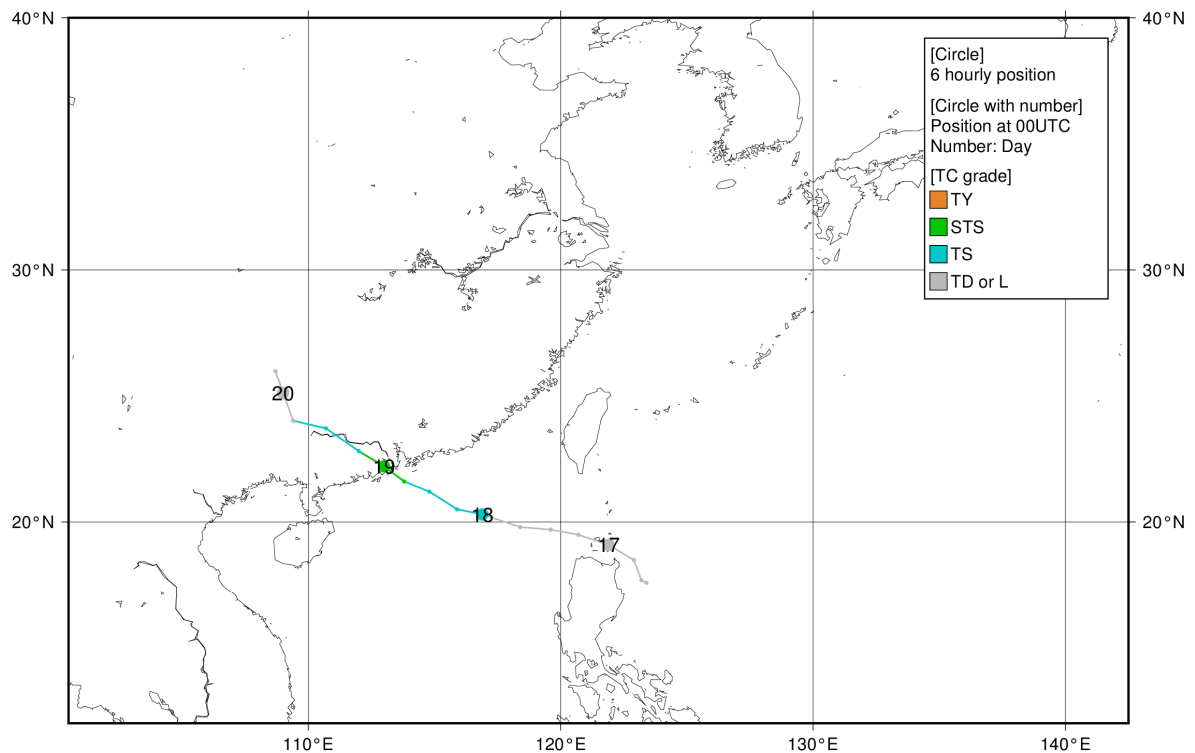 40°N
40°N
[Circle]
6 hourly position
[Circle with number]
Position at 00UTC
Number: Day
[TC grade]
TY
STS
TS
TD or L
30°N
30°N
20
19
18
17
20°N
20°N
110°E
120°E
130°E
140°E